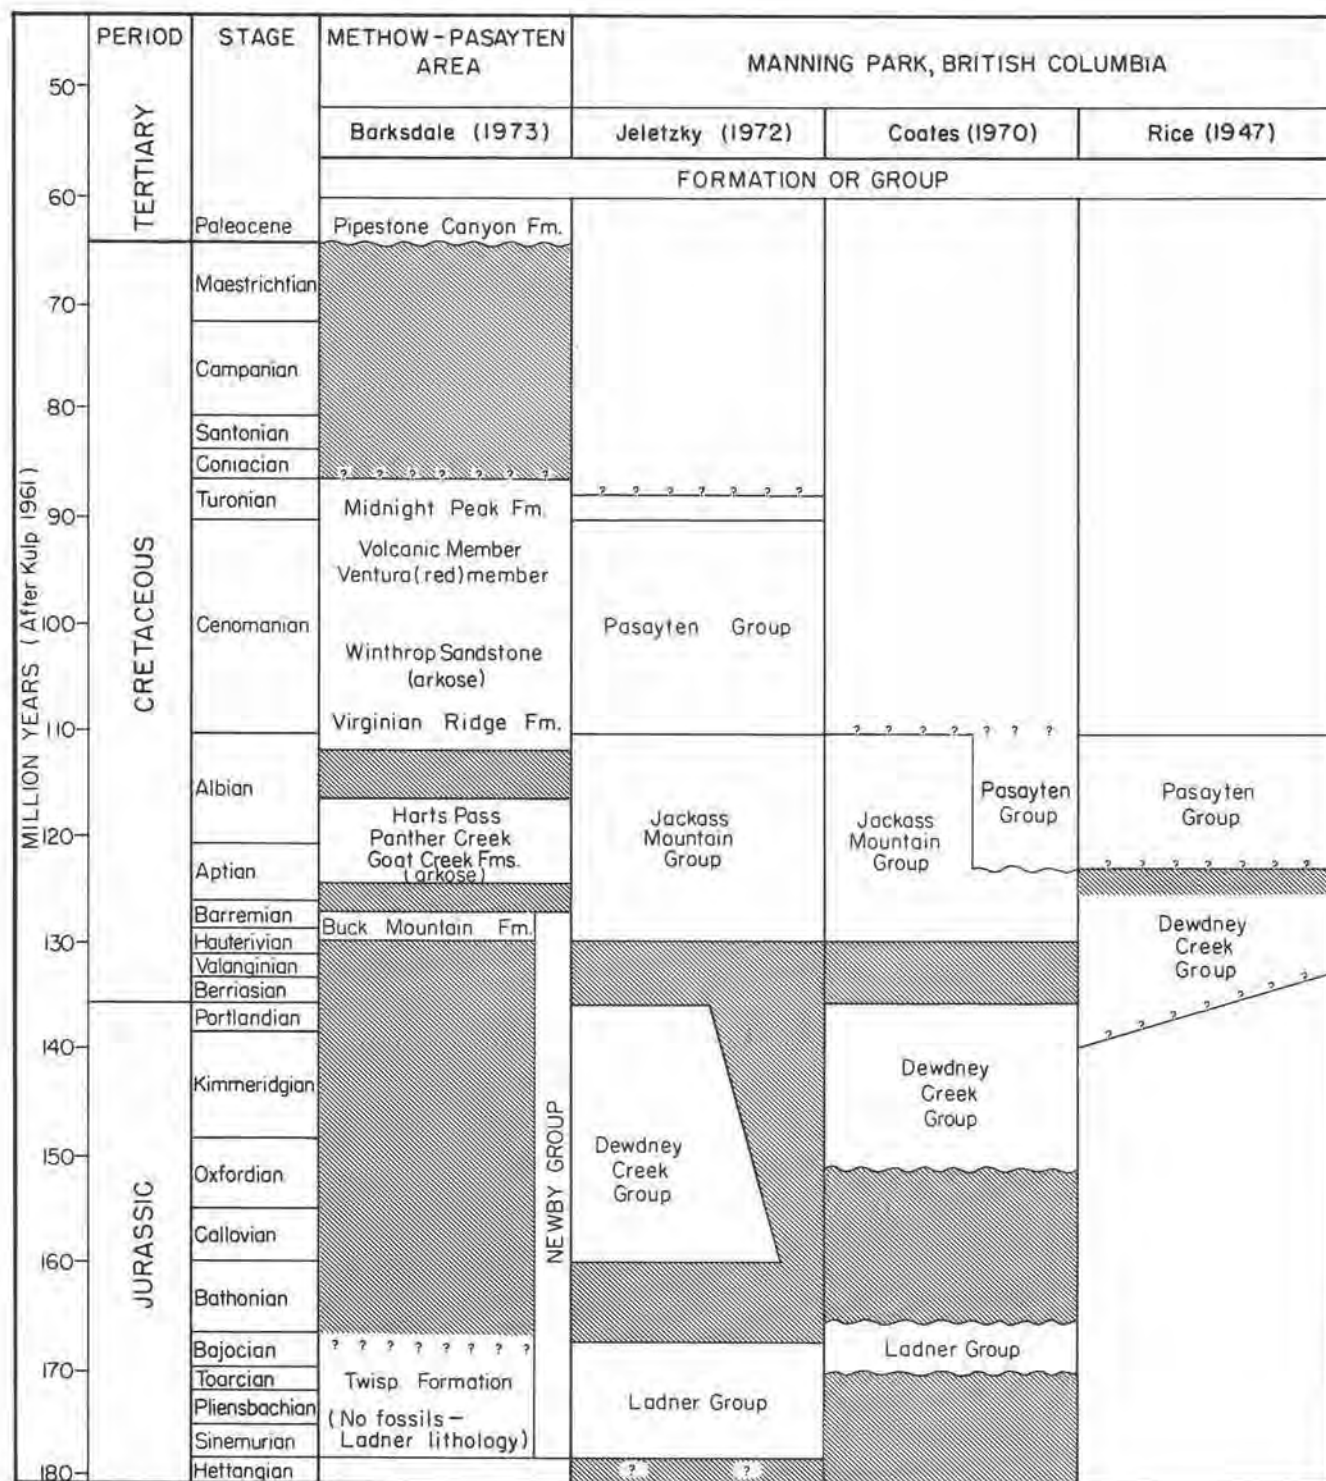 PERIOD
STAGE
METHOW-PASAYTEN
AREA
MANNING PARK, BRITISH COLUMBIA
Barksdale (1973)
Jeletzky (1972)
Coates (1970)
Rice (1947)
FORMATION OR GROUP
MILLION YEARS (After Kulp 1961)
50
60
70
80
90
100
110
120
130
140
150
160
170
180
TERTIARY
CRETACEOUS
JURASSIC
Paleocene
Maestrichtian
Campanian
Santonian
Coniacian
Turonian
Cenomanian
Albian
Aptian
Barremian
Hauterivian
Valanginian
Berriasian
Portlandian
Kimmeridgian
Oxfordian
Callovian
Bathonian
Bajocian
Toarcian
Pliensbachian
Sinemurian
Hettangian
Pipestone Canyon Fm.
? ? ? ? ? ? ?
Midnight Peak Fm.
Volcanic Member
Ventura (red) member
Winthrop Sandstone
(arkose)
Virginian Ridge Fm.
Harts Pass
Panther Creek
Goat Creek Fms.
(arkose)
Buck Mountain Fm.
NEWBY GROUP
? ? ? ? ? ? ? ?
Twisp Formation
(No fossils-
Ladner lithology)
? ? ? ? ? ? ?
Pasayten Group
Jackass
Mountain
Group
Dewdney
Creek
Group
Ladner Group
? ?
? ? ? ? ? ? ?
Jackass
Mountain
Group
Pasayten
Group
Dewdney
Creek
Group
Ladner Group
Pasayten
Group
? ? ? ? ? ? ?
Dewdney
Creek
Group
? ? ? ? ? ? ?